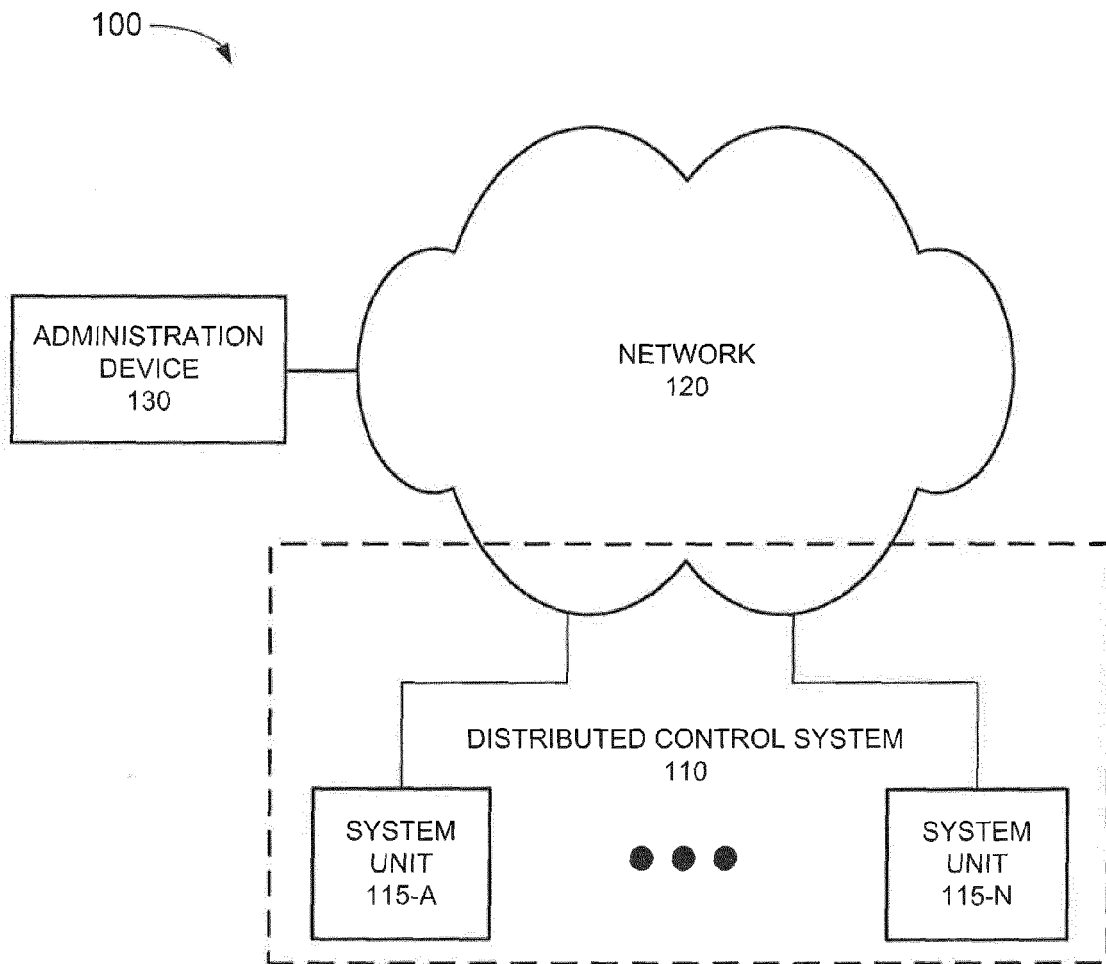 100
ADMINISTRATION
DEVICE
130
NETWORK
120
DISTRIBUTED CONTROL SYSTEM
110
SYSTEM
UNIT
115-A
SYSTEM
UNIT
115-N